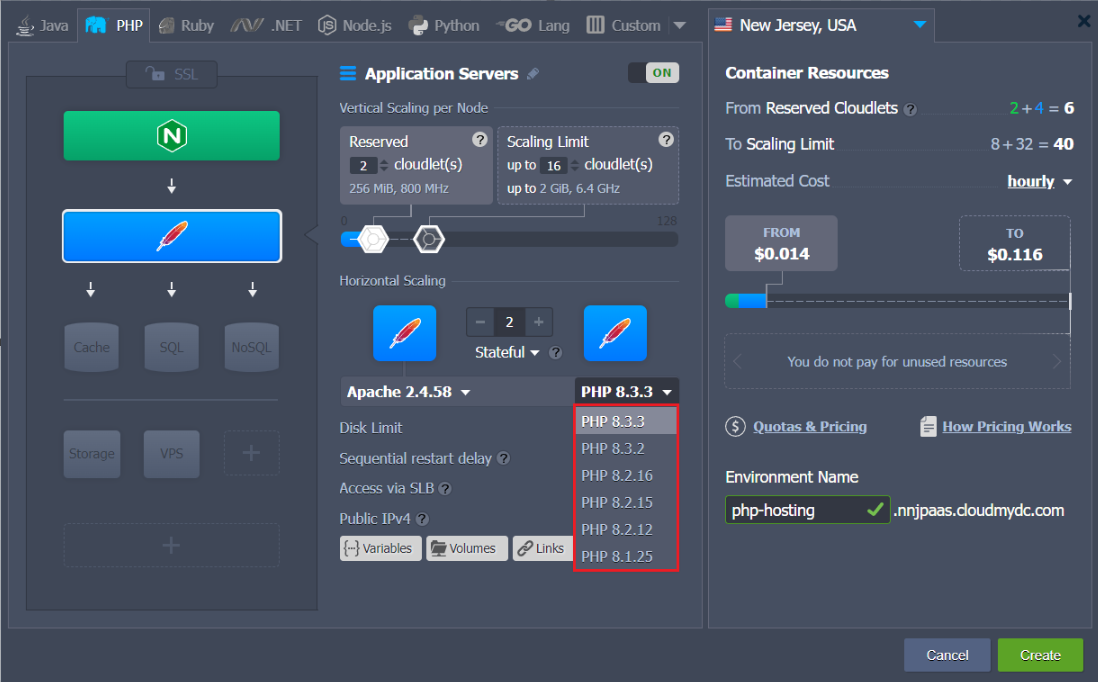 Java PHP Ruby .NET Node.js Python GO Lang Custom
New Jersey, USA
SSL
N
Cache SQL NoSQL
Storage VPS
Application Servers ON
Vertical Scaling per Node
Reserved ?
2 cloudlet(s)
256 MiB, 800 MHz
Scaling Limit ?
up to 16 cloudlet(s)
up to 2 GiB, 6.4 GHz
0 128
Horizontal Scaling
2
Stateful ?
Apache 2.4.58 PHP 8.3.3
Disk Limit
Sequential restart delay ?
Access via SLB ?
Public IPv4 ?
Variables Volumes Links
PHP 8.3.3
PHP 8.3.2
PHP 8.2.16
PHP 8.2.15
PHP 8.2.12
PHP 8.1.25
Container Resources
From Reserved Cloudlets ? 2 + 4 = 6
To Scaling Limit 8 + 32 = 40
Estimated Cost hourly
FROM
$0.014
TO
$0.116
You do not pay for unused resources
$ Quotas & Pricing How Pricing Works
Environment Name
php-hosting .nnjpaas.cloudmydc.com
Cancel Create